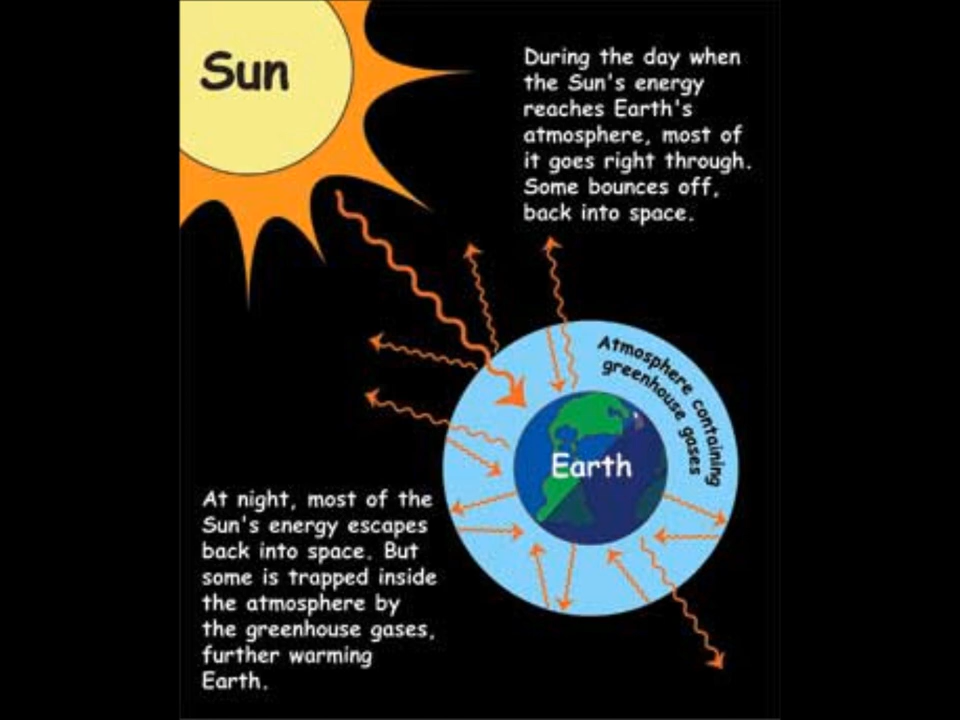 Sun
During the day when
the Sun's energy
reaches Earth's
atmosphere, most of
it goes right through.
Some bounces off,
back into space.
Atmosphere containing
greenhouse gases
Earth
At night, most of the
Sun's energy escapes
back into space. But
some is trapped inside
the atmosphere by
the greenhouse gases,
further warming
Earth.